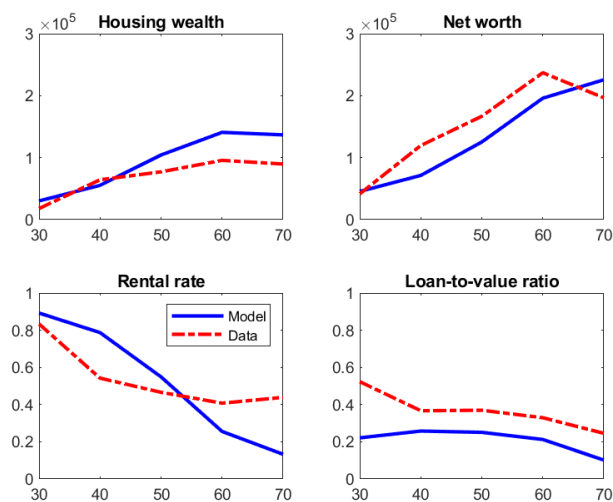 Housing wealth
×10^5
3
2
1
0
30 40 50 60 70
Net worth
×10^5
3
2
1
0
30 40 50 60 70
Rental rate
1
0.8
0.6
0.4
0.2
0
30 40 50 60 70
Model
Data
Loan-to-value ratio
1
0.8
0.6
0.4
0.2
0
30 40 50 60 70